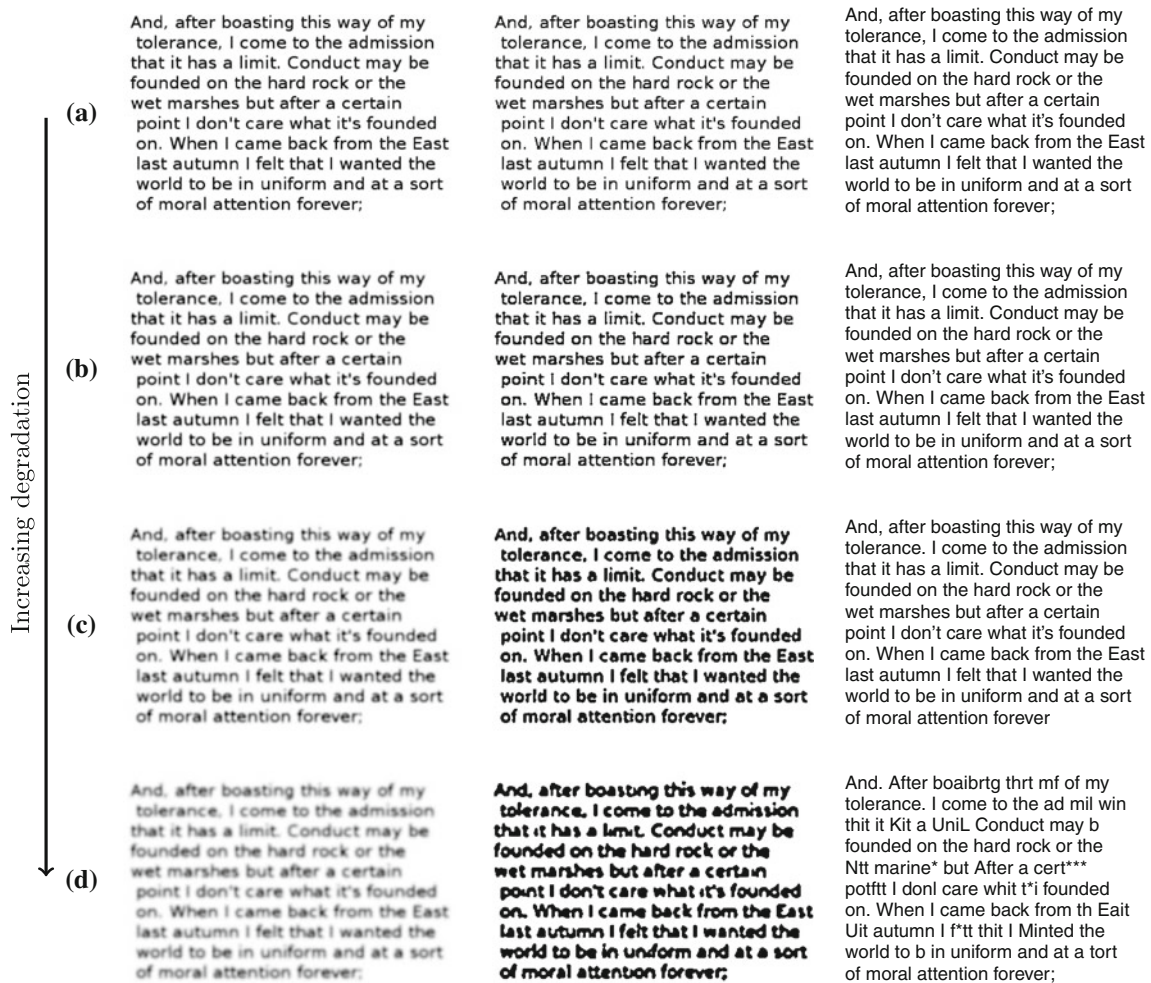 Increasing degradation
(a)
And, after boasting this way of my
tolerance, I come to the admission
that it has a limit. Conduct may be
founded on the hard rock or the
wet marshes but after a certain
point I don't care what it's founded
on. When I came back from the East
last autumn I felt that I wanted the
world to be in uniform and at a sort
of moral attention forever;
And, after boasting this way of my
tolerance, I come to the admission
that it has a limit. Conduct may be
founded on the hard rock or the
wet marshes but after a certain
point I don't care what it's founded
on. When I came back from the East
last autumn I felt that I wanted the
world to be in uniform and at a sort
of moral attention forever;
And, after boasting this way of my
tolerance, I come to the admission
that it has a limit. Conduct may be
founded on the hard rock or the
wet marshes but after a certain
point I don’t care what it’s founded
on. When I came back from the East
last autumn I felt that I wanted the
world to be in uniform and at a sort
of moral attention forever;
(b)
And, after boasting this way of my
tolerance, I come to the admission
that it has a limit. Conduct may be
founded on the hard rock or the
wet marshes but after a certain
point I don't care what it's founded
on. When I came back from the East
last autumn I felt that I wanted the
world to be in uniform and at a sort
of moral attention forever;
And, after boasting this way of my
tolerance, I come to the admission
that it has a limit. Conduct may be
founded on the hard rock or the
wet marshes but after a certain
point I don't care what it's founded
on. When I came back from the East
last autumn I felt that I wanted the
world to be in uniform and at a sort
of moral attention forever;
And, after boasting this way of my
tolerance, I come to the admission
that it has a limit. Conduct may be
founded on the hard rock or the
wet marshes but after a certain
point I don’t care what it’s founded
on. When I came back from the East
last autumn I felt that I wanted the
world to be in uniform and at a sort
of moral attention forever;
(c)
And, after boasting this way of my
tolerance, I come to the admission
that it has a limit. Conduct may be
founded on the hard rock or the
wet marshes but after a certain
point I don't care what it's founded
on. When I came back from the East
last autumn I felt that I wanted the
world to be in uniform and at a sort
of moral attention forever;
And, after boasting this way of my
tolerance, I come to the admission
that it has a limit. Conduct may be
founded on the hard rock or the
wet marshes but after a certain
point I don't care what it's founded
on. When I came back from the East
last autumn I felt that I wanted the
world to be in uniform and at a sort
of moral attention forever;
And, after boasting this way of my
tolerance. I come to the admission
that it has a limit. Conduct may be
founded on the hard rock or the
wet marshes but After a certain
point I don’t care what it’s founded
on. When I came back from the East
last autumn I felt that I wanted the
world to be in uniform and at a sort
of moral attention forever
(d)
And, after boasting this way of my
tolerance, I come to the admission
that it has a limit. Conduct may be
founded on the hard rock or the
wet marshes but after a certain
point I don't care what it's founded
on. When I came back from the East
last autumn I felt that I wanted the
world to be in uniform and at a sort
of moral attention forever;
And, after boasting this way of my
tolerance, I come to the admission
that it has a limit. Conduct may be
founded on the hard rock or the
wet marshes but after a certain
point I don't care what it's founded
on. When I came back from the East
last autumn I felt that I wanted the
world to be in uniform and at a sort
of moral attention forever;
And. After boaibrtg thrt mf of my
tolerance. I come to the ad mil win
thit it Kit a UniL Conduct may b
founded on the hard rock or the
Ntt marine* but After a cert***
potftt I donl care whit t*i founded
on. When I came back from th Eait
Uit autumn I f*tt thit I Minted the
world to b in uniform and at a tort
of moral attention forever;